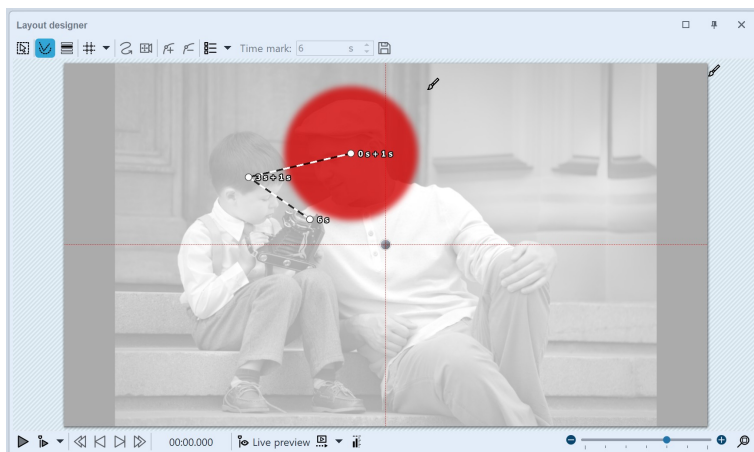 Layout designer
Time mark: 6 s
0 s + 1 s
3 s + 1 s
6 s
00:00.000 Live preview